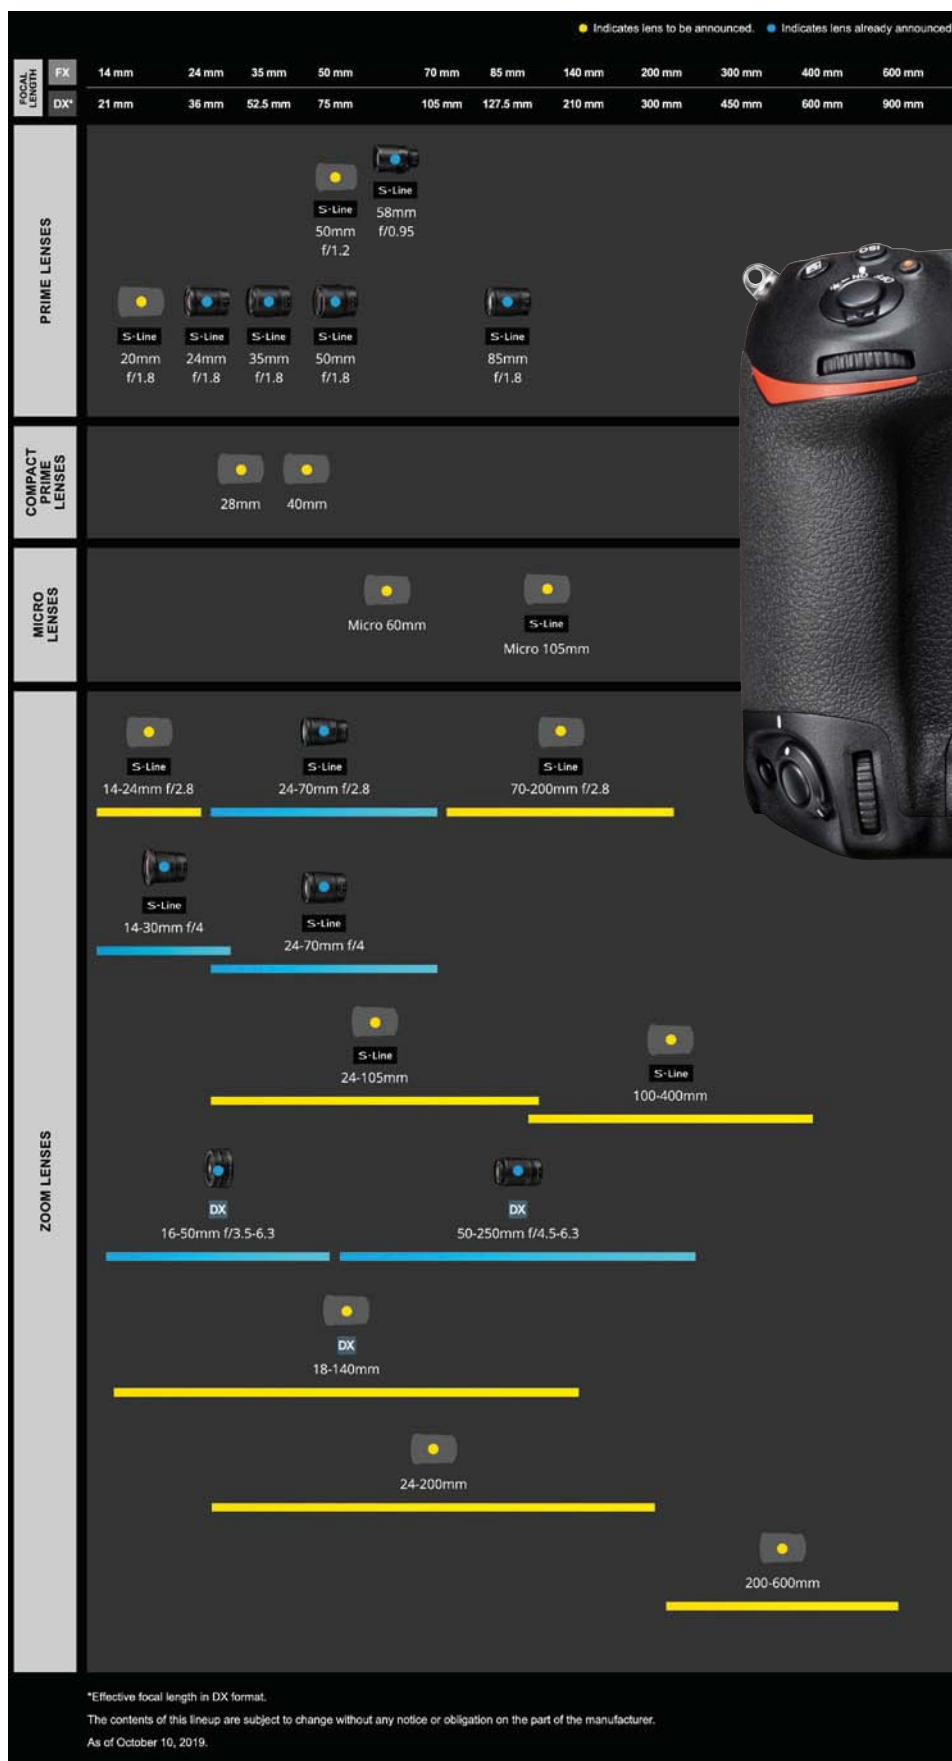 Indicates lens to be announced. Indicates lens already announced
FOCAL LENGTH
FX 14 mm 24 mm 35 mm 50 mm 70 mm 85 mm 140 mm 200 mm 300 mm 400 mm 600 mm
DX* 21 mm 36 mm 52.5 mm 75 mm 105 mm 127.5 mm 210 mm 300 mm 450 mm 600 mm 900 mm
PRIME LENSES
S-Line S-Line
50mm 58mm
f/1.2 f/0.95
S-Line S-Line S-Line S-Line S-Line
20mm 24mm 35mm 50mm 85mm
f/1.8 f/1.8 f/1.8 f/1.8 f/1.8
ISO
ON
OFF
COMPACT
PRIME
LENSES
28mm 40mm
MICRO
LENSES
Micro 60mm
S-Line
Micro 105mm
ZOOM LENSES
S-Line S-Line S-Line
14-24mm f/2.8 24-70mm f/2.8 70-200mm f/2.8
S-Line
14-30mm f/4
S-Line
24-70mm f/4
S-Line
24-105mm
S-Line
100-400mm
DX DX
16-50mm f/3.5-6.3 50-250mm f/4.5-6.3
DX
18-140mm
24-200mm
200-600mm
*Effective focal length in DX format.
The contents of this lineup are subject to change without any notice or obligation on the part of the manufacturer.
As of October 10, 2019.